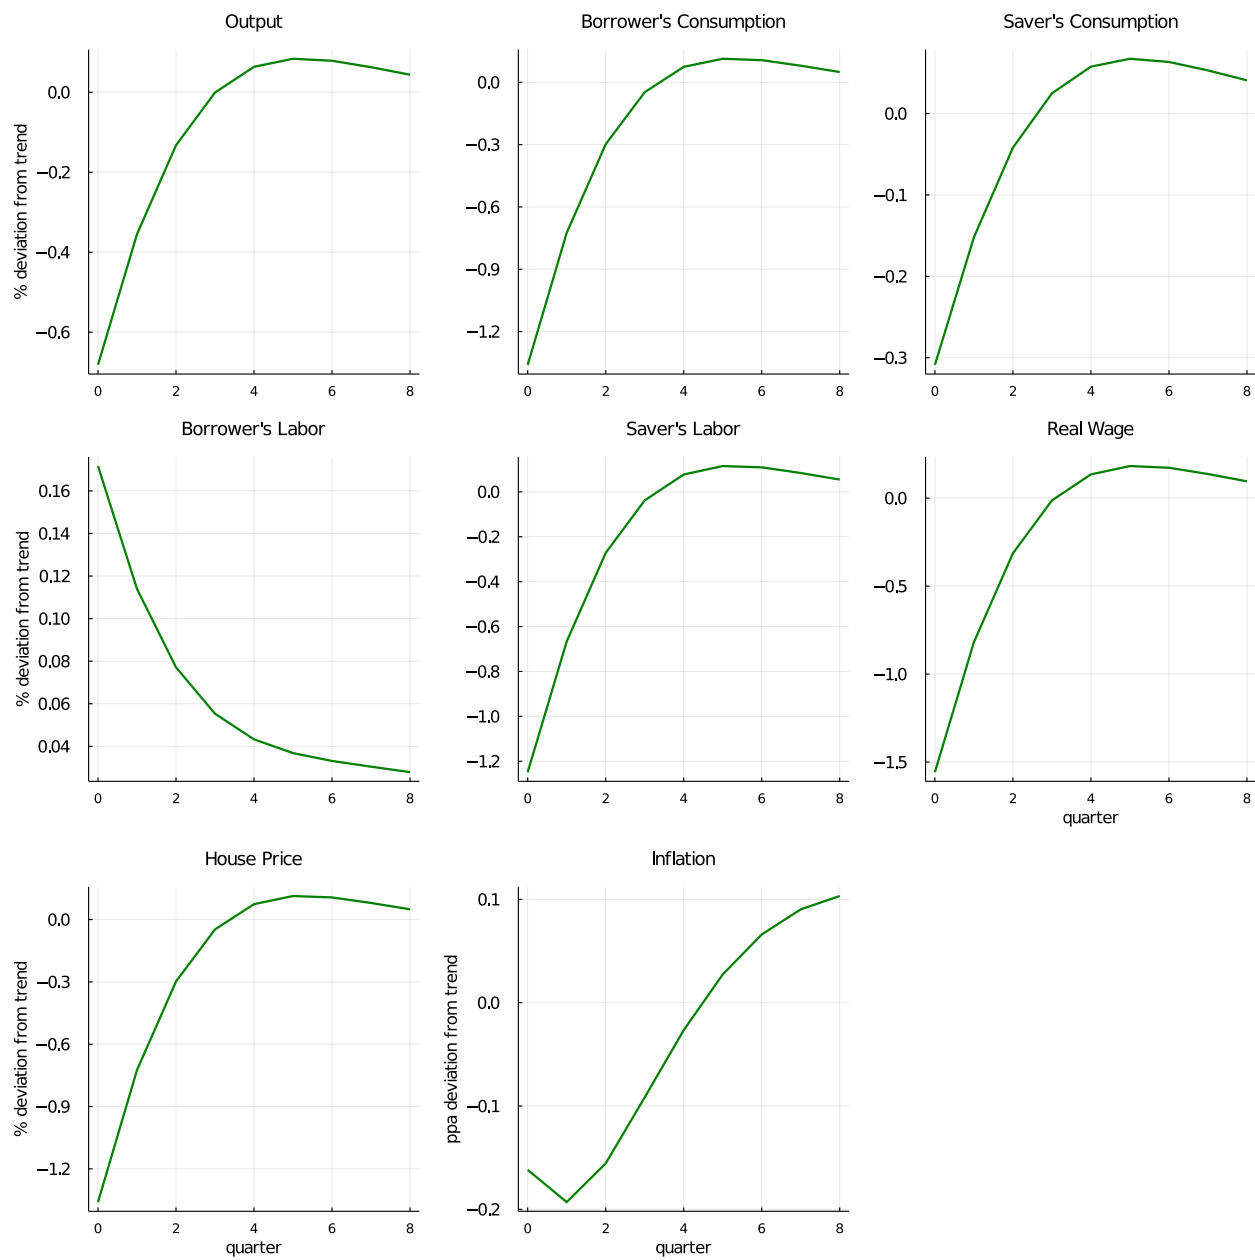 Output
Borrower's Consumption
Saver's Consumption
% deviation from trend
0.0
−0.2
−0.4
−0.6
0 2 4 6 8
0.0
−0.3
−0.6
−0.9
−1.2
0 2 4 6 8
0.0
−0.1
−0.2
−0.3
0 2 4 6 8
Borrower's Labor
Saver's Labor
Real Wage
% deviation from trend
0.16
0.14
0.12
0.10
0.08
0.06
0.04
0 2 4 6 8
0.0
−0.2
−0.4
−0.6
−0.8
−1.0
−1.2
0 2 4 6 8
0.0
−0.5
−1.0
−1.5
0 2 4 6 8
quarter
House Price
Inflation
% deviation from trend
0.0
−0.3
−0.6
−0.9
−1.2
0 2 4 6 8
quarter
ppa deviation from trend
0.1
0.0
−0.1
−0.2
0 2 4 6 8
quarter